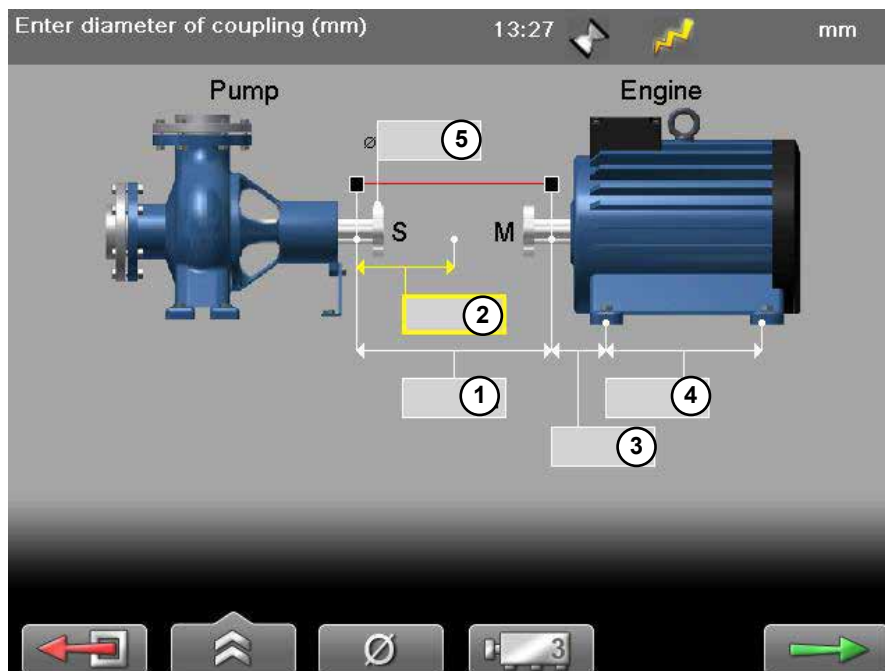 Enter diameter of coupling (mm) 13:27 mm
Pump Engine
Ø 5
S M
2
1 4
3
Ø 3